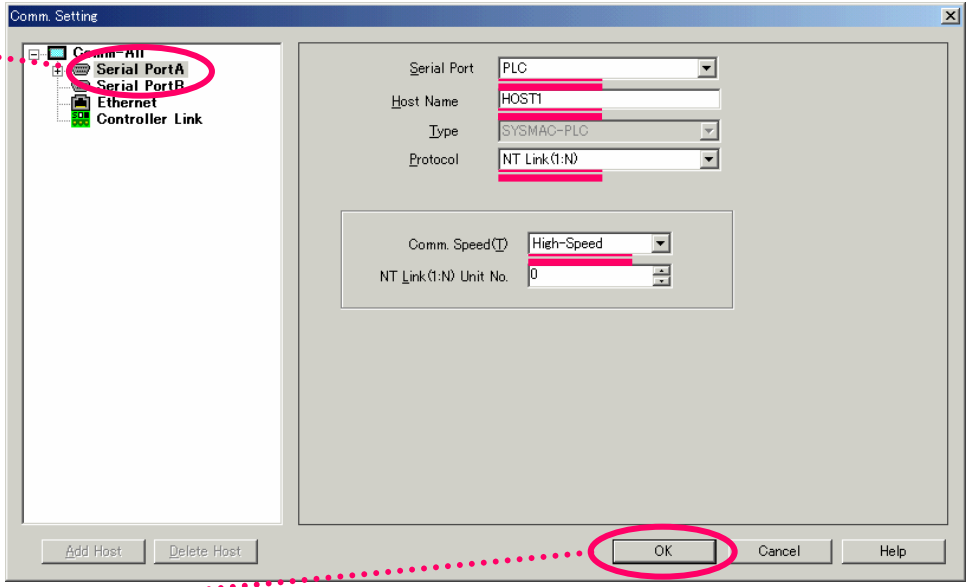 Comm. Setting
Comm-All
Serial PortA
Serial PortB
Ethernet
Controller Link
Serial Port PLC
Host Name HOST1
Type SYSMAC-PLC
Protocol NT Link(1:N)
Comm. Speed(T) High-Speed
NT Link(1:N) Unit No. 0
Add Host Delete Host OK Cancel Help